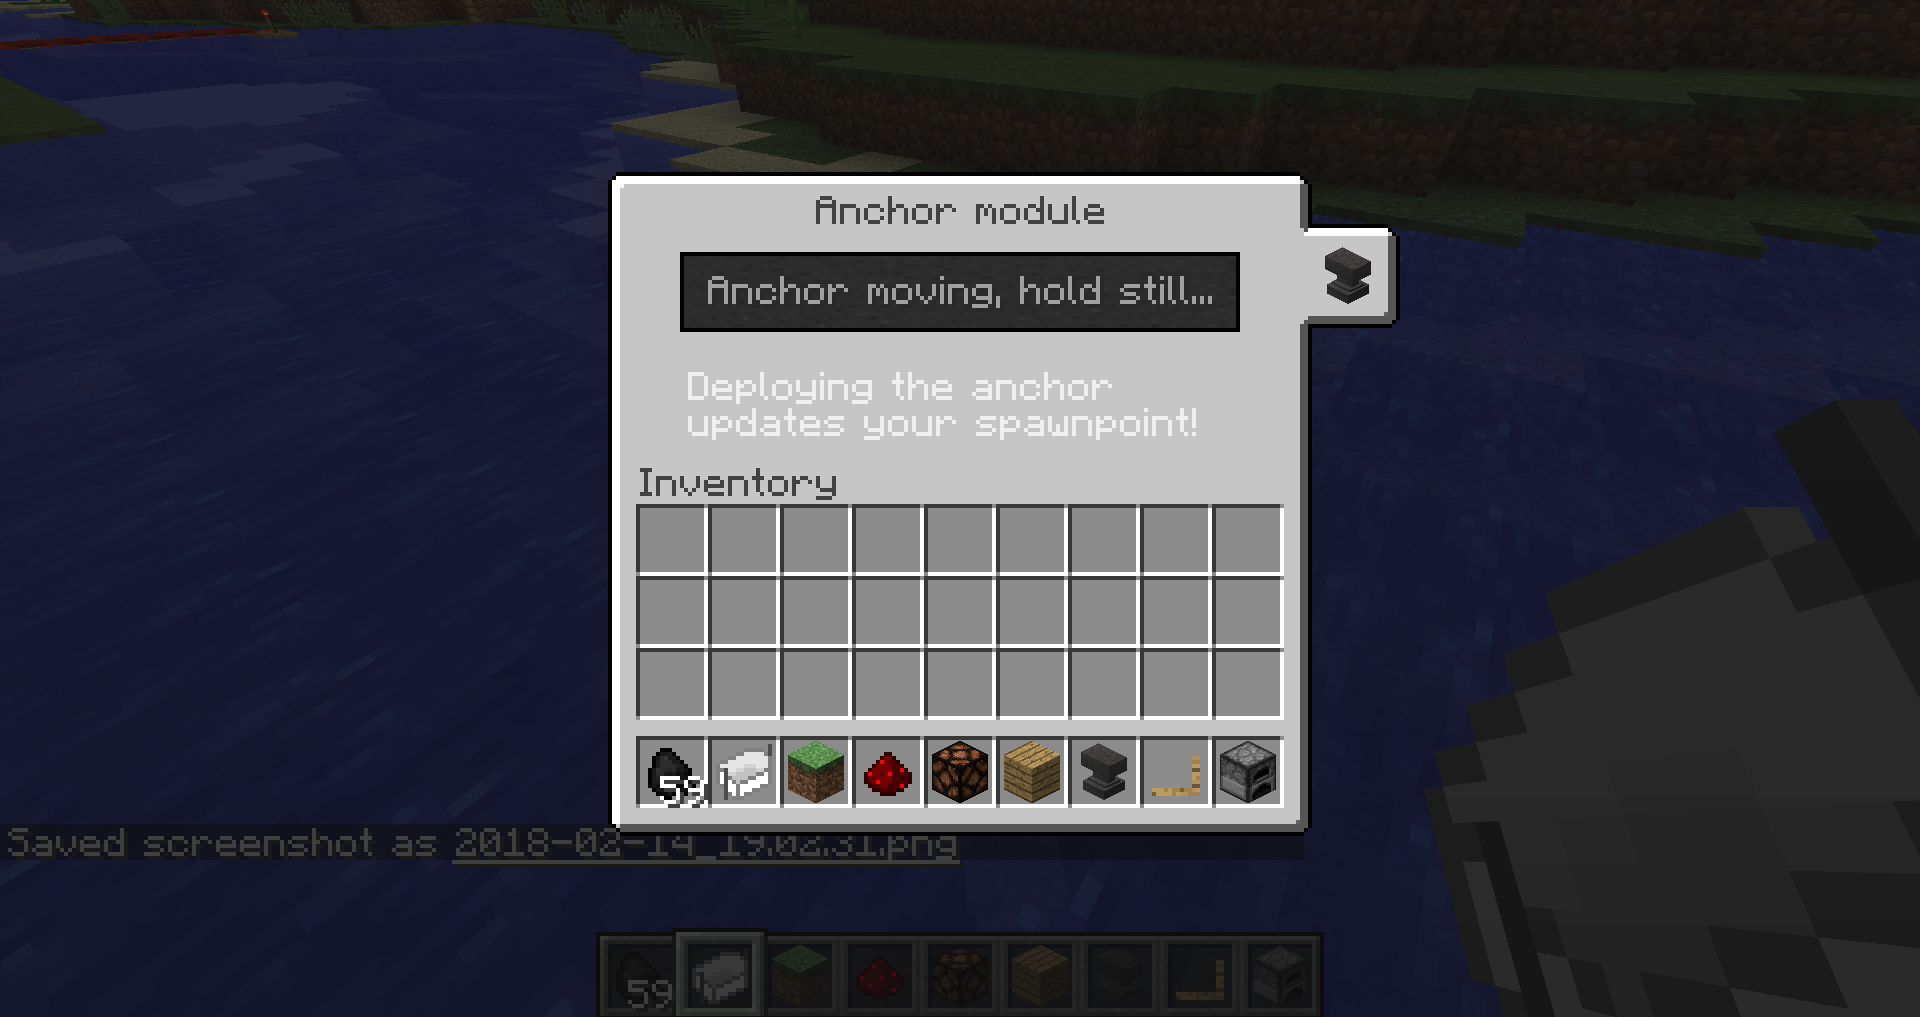 Anchor module
Anchor moving, hold still...
Deploying the anchor
updates your spawnpoint!
Inventory
59
Saved screenshot as 2018-02-14_19.02.31.png
59